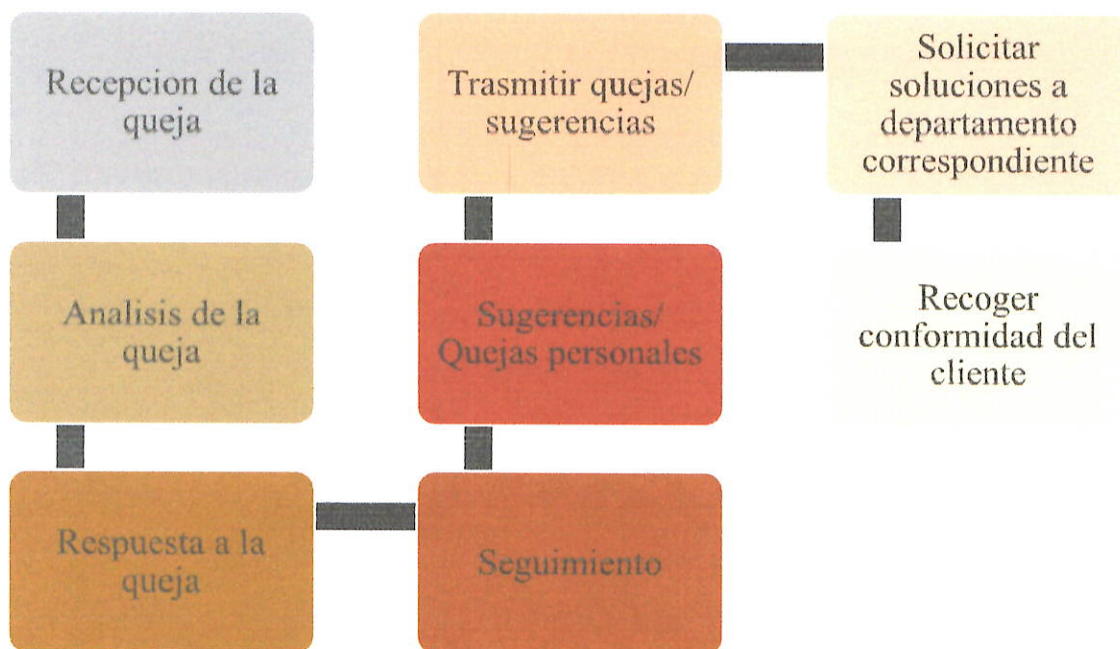 Recepcion de la
queja
Analisis de la
queja
Respuesta a la
queja
Seguimiento
Sugerencias/
Quejas personales
Trasmitir quejas/
sugerencias
Solicitar
soluciones a
departamento
correspondiente
Recoger
conformidad del
cliente